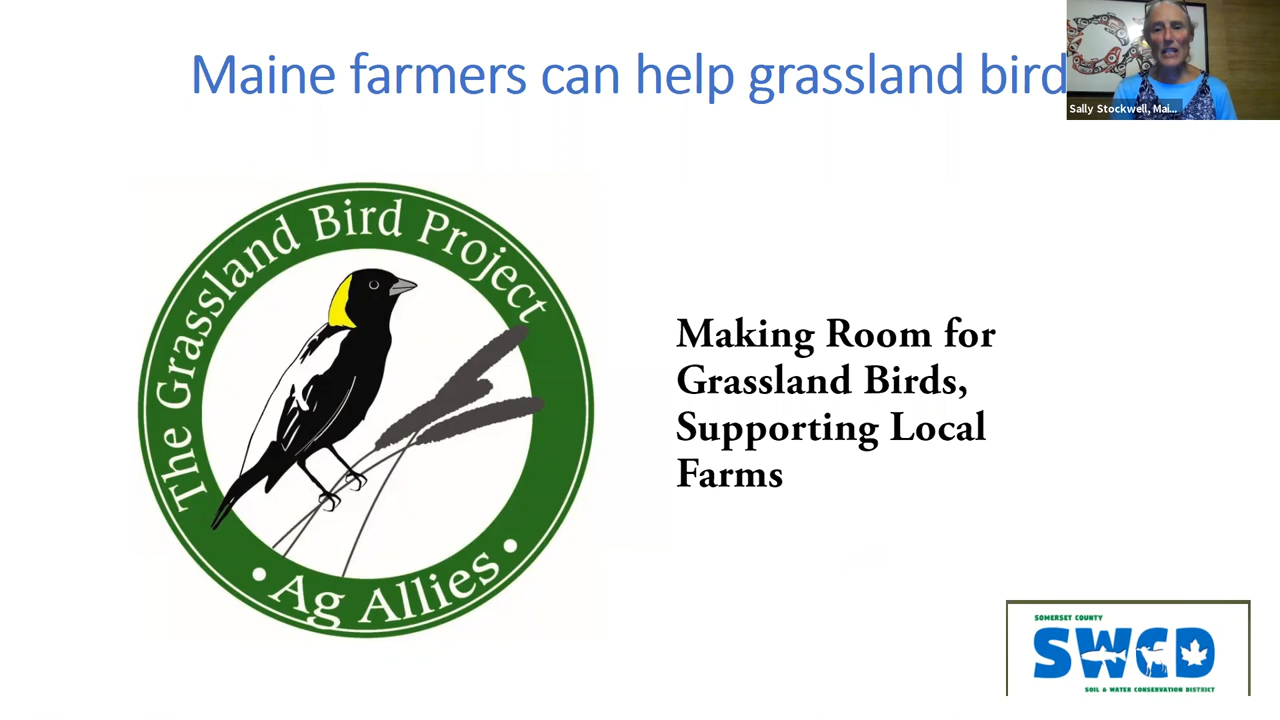 Maine farmers can help grassland bird
Sally Stockwell, Mai...
The Grassland Bird Project
Ag Allies
Making Room for
Grassland Birds,
Supporting Local
Farms
SOMERSET COUNTY
SWCD
SOIL & WATER CONSERVATION DISTRICT